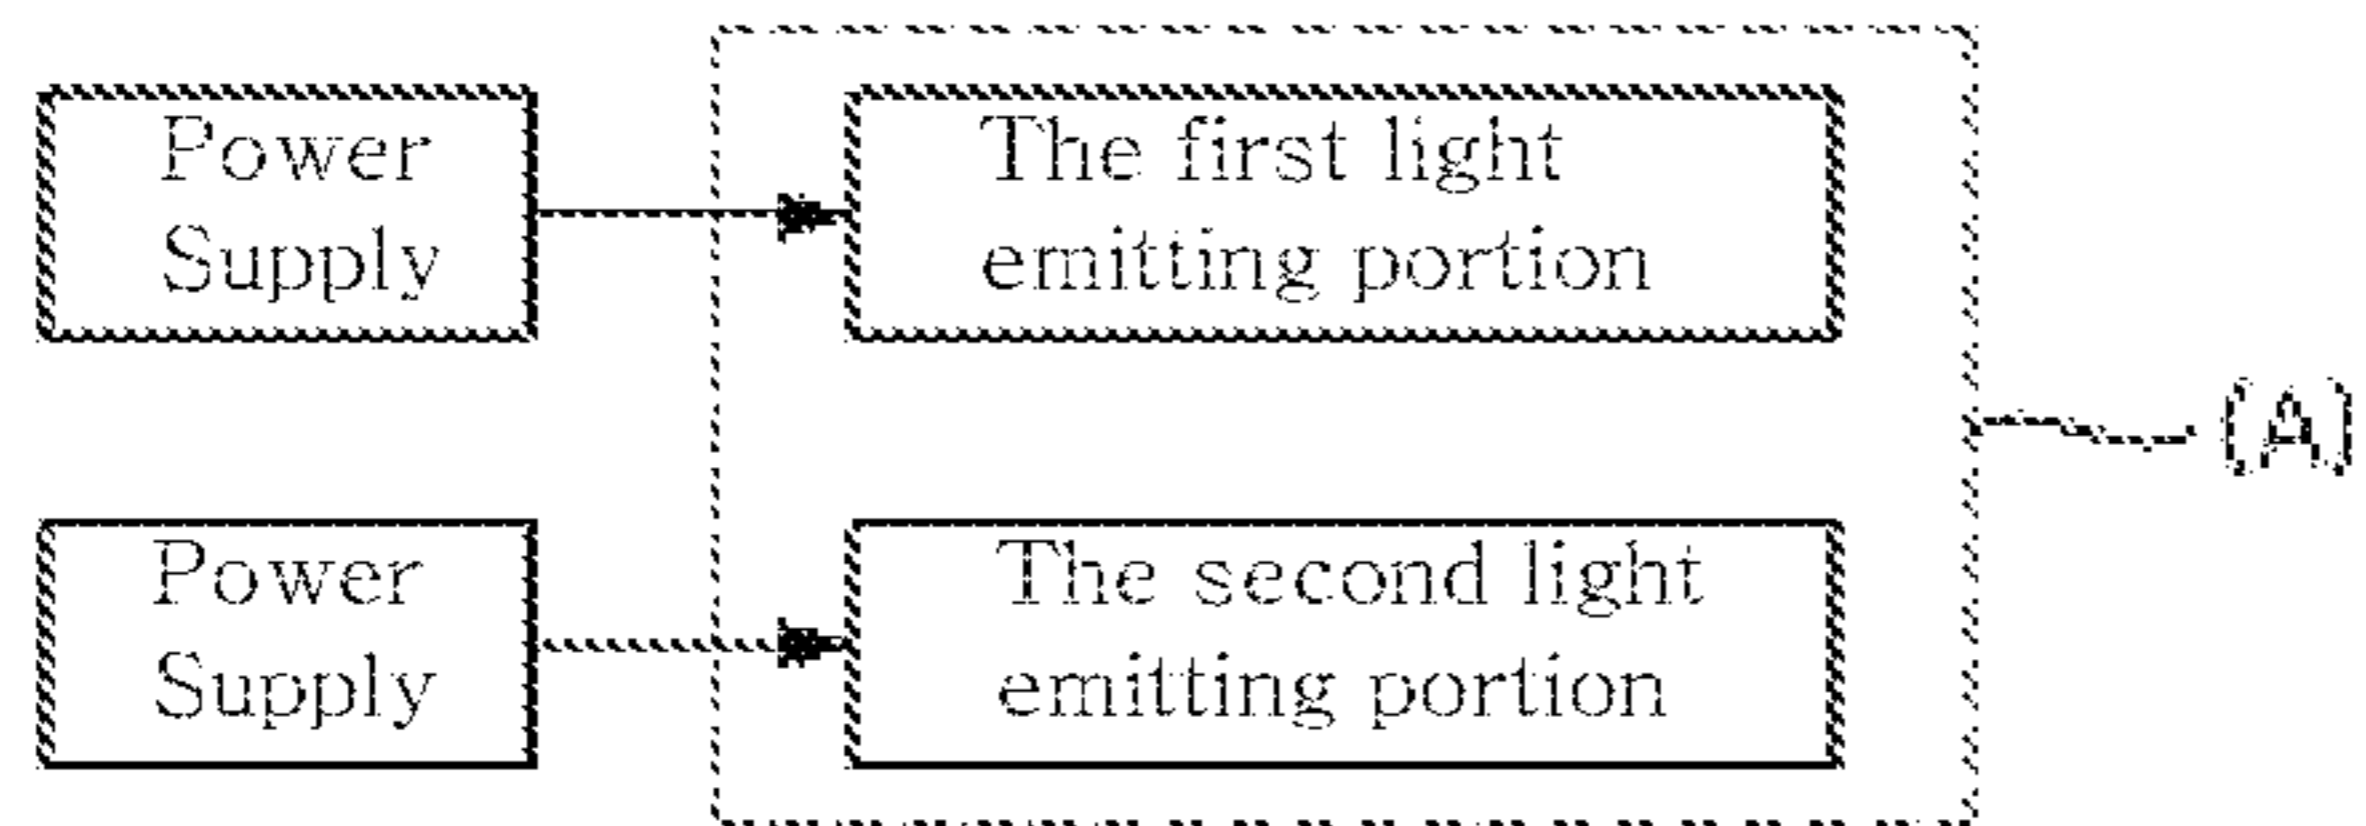 Power
Supply
The first light
emitting portion
(A)
Power
Supply
The second light
emitting portion